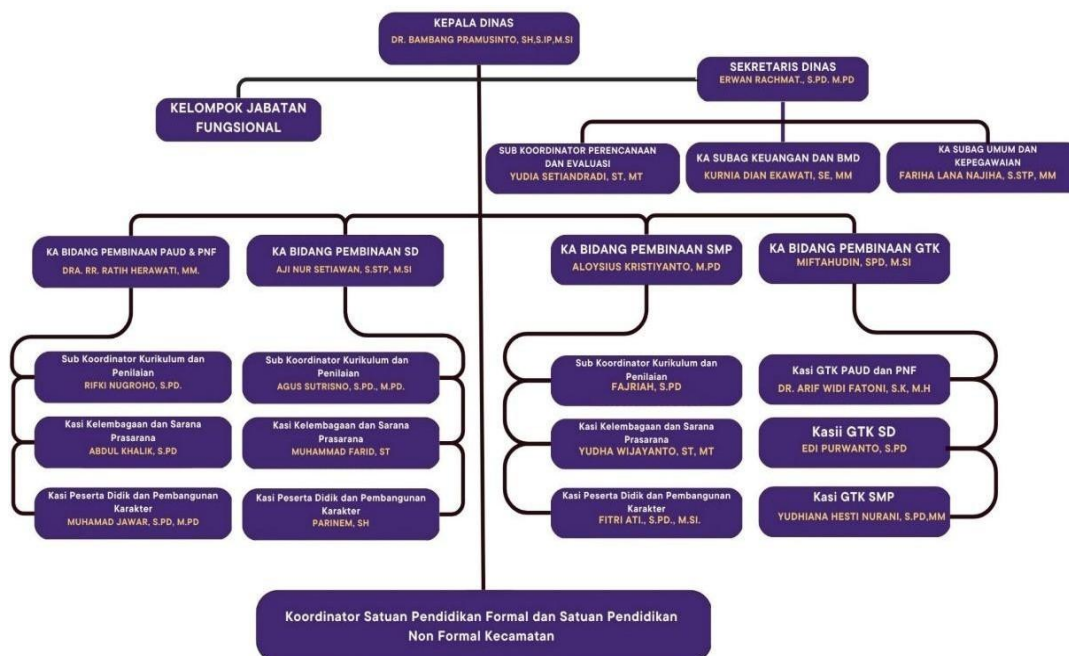 KEPALA DINAS
DR. BAMBANG PRAMUSINTO, SH,S.IP,M.SI
SEKRETARIS DINAS
ERWAN RACHMAT., S.PD. M.PD
KELOMPOK JABATAN
FUNGSIONAL
SUB KOORDINATOR PERENCANAAN
DAN EVALUASI
YUDIA SETIANDRADI, ST, MT
KA SUBAG KEUANGAN DAN BMD
KURNIA DIAN EKAWATI, SE, MM
KA SUBAG UMUM DAN
KEPEGAWAIAN
FARIHA LANA NAJIHA, S.STP, MM
KA BIDANG PEMBINAAN PAUD & PNF
DRA. RR. RATIH HERAWATI, MM.
KA BIDANG PEMBINAAN SD
AJI NUR SETIAWAN, S.STP, M.SI
KA BIDANG PEMBINAAN SMP
ALOYSIUS KRISTIYANTO, M.PD
KA BIDANG PEMBINAAN GTK
MIFTAHUDIN, SPD, M.SI
Sub Koordinator Kurikulum dan
Penilaian
RIFKI NUGROHO, S.PD.
Kasi Kelembagaan dan Sarana
Prasarana
ABDUL KHALIK, S.PD
Kasi Peserta Didik dan Pembangunan
Karakter
MUHAMAD JAWAR, S.PD, M.PD
Sub Koordinator Kurikulum dan
Penilaian
AGUS SUTRISNO, S.PD., M.PD.
Kasi Kelembagaan dan Sarana
Prasarana
MUHAMMAD FARID, ST
Kasi Peserta Didik dan Pembangunan
Karakter
PARINEM, SH
Sub Koordinator Kurikulum dan
Penilaian
FAJRIAH, S.PD
Kasi Kelembagaan dan Sarana
Prasarana
YUDHA WIJAYANTO, ST, MT
Kasi Peserta Didik dan Pembangunan
Karakter
FITRI ATI., S.PD., M.SI.
Kasi GTK PAUD dan PNF
DR. ARIF WIDI FATONI, S.K, M.H
Kasii GTK SD
EDI PURWANTO, S.PD
Kasi GTK SMP
YUDHIANA HESTI NURANI, S.PD,MM
Koordinator Satuan Pendidikan Formal dan Satuan Pendidikan
Non Formal Kecamatan